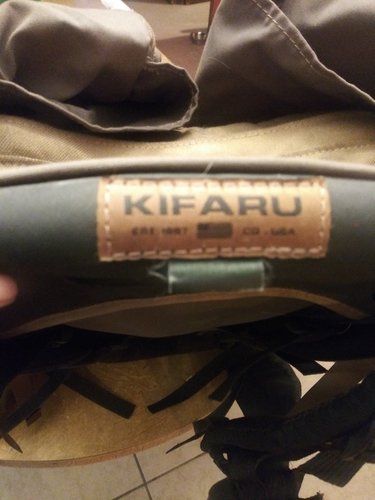 KIFARU
EST. 1997 CO . USA